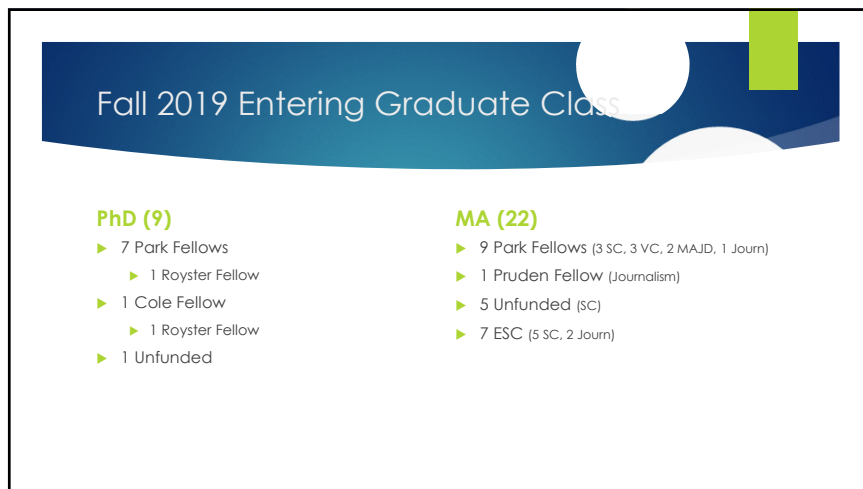 Fall 2019 Entering Graduate Class
PhD (9)
7 Park Fellows
1 Royster Fellow
1 Cole Fellow
1 Royster Fellow
1 Unfunded
MA (22)
9 Park Fellows (3 SC, 3 VC, 2 MAJD, 1 Journ)
1 Pruden Fellow (Journalism)
5 Unfunded (SC)
7 ESC (5 SC, 2 Journ)